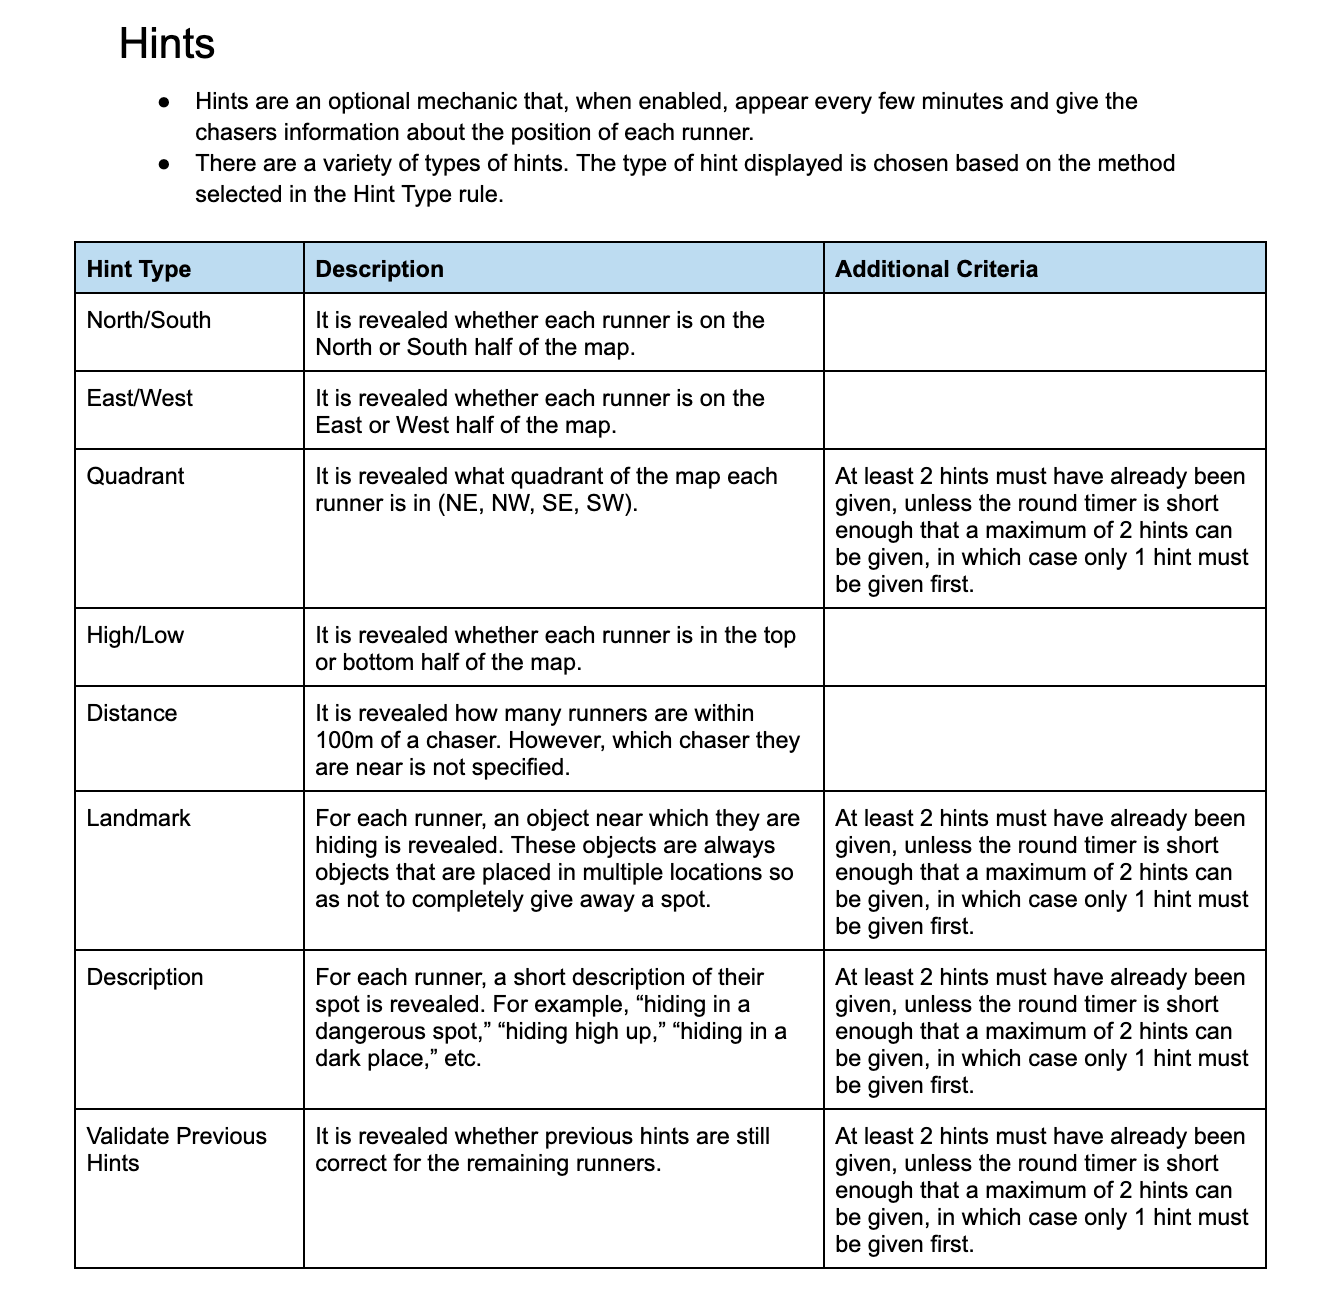 Hints
● Hints are an optional mechanic that, when enabled, appear every few minutes and give the
chasers information about the position of each runner.
● There are a variety of types of hints. The type of hint displayed is chosen based on the method
selected in the Hint Type rule.
Hint Type
Description
Additional Criteria
North/South
It is revealed whether each runner is on the
North or South half of the map.
East/West
It is revealed whether each runner is on the
East or West half of the map.
Quadrant
It is revealed what quadrant of the map each
runner is in (NE, NW, SE, SW).
At least 2 hints must have already been
given, unless the round timer is short
enough that a maximum of 2 hints can
be given, in which case only 1 hint must
be given first.
High/Low
It is revealed whether each runner is in the top
or bottom half of the map.
Distance
It is revealed how many runners are within
100m of a chaser. However, which chaser they
are near is not specified.
Landmark
For each runner, an object near which they are
hiding is revealed. These objects are always
objects that are placed in multiple locations so
as not to completely give away a spot.
At least 2 hints must have already been
given, unless the round timer is short
enough that a maximum of 2 hints can
be given, in which case only 1 hint must
be given first.
Description
For each runner, a short description of their
spot is revealed. For example, “hiding in a
dangerous spot,” “hiding high up,” “hiding in a
dark place,” etc.
At least 2 hints must have already been
given, unless the round timer is short
enough that a maximum of 2 hints can
be given, in which case only 1 hint must
be given first.
Validate Previous
Hints
It is revealed whether previous hints are still
correct for the remaining runners.
At least 2 hints must have already been
given, unless the round timer is short
enough that a maximum of 2 hints can
be given, in which case only 1 hint must
be given first.